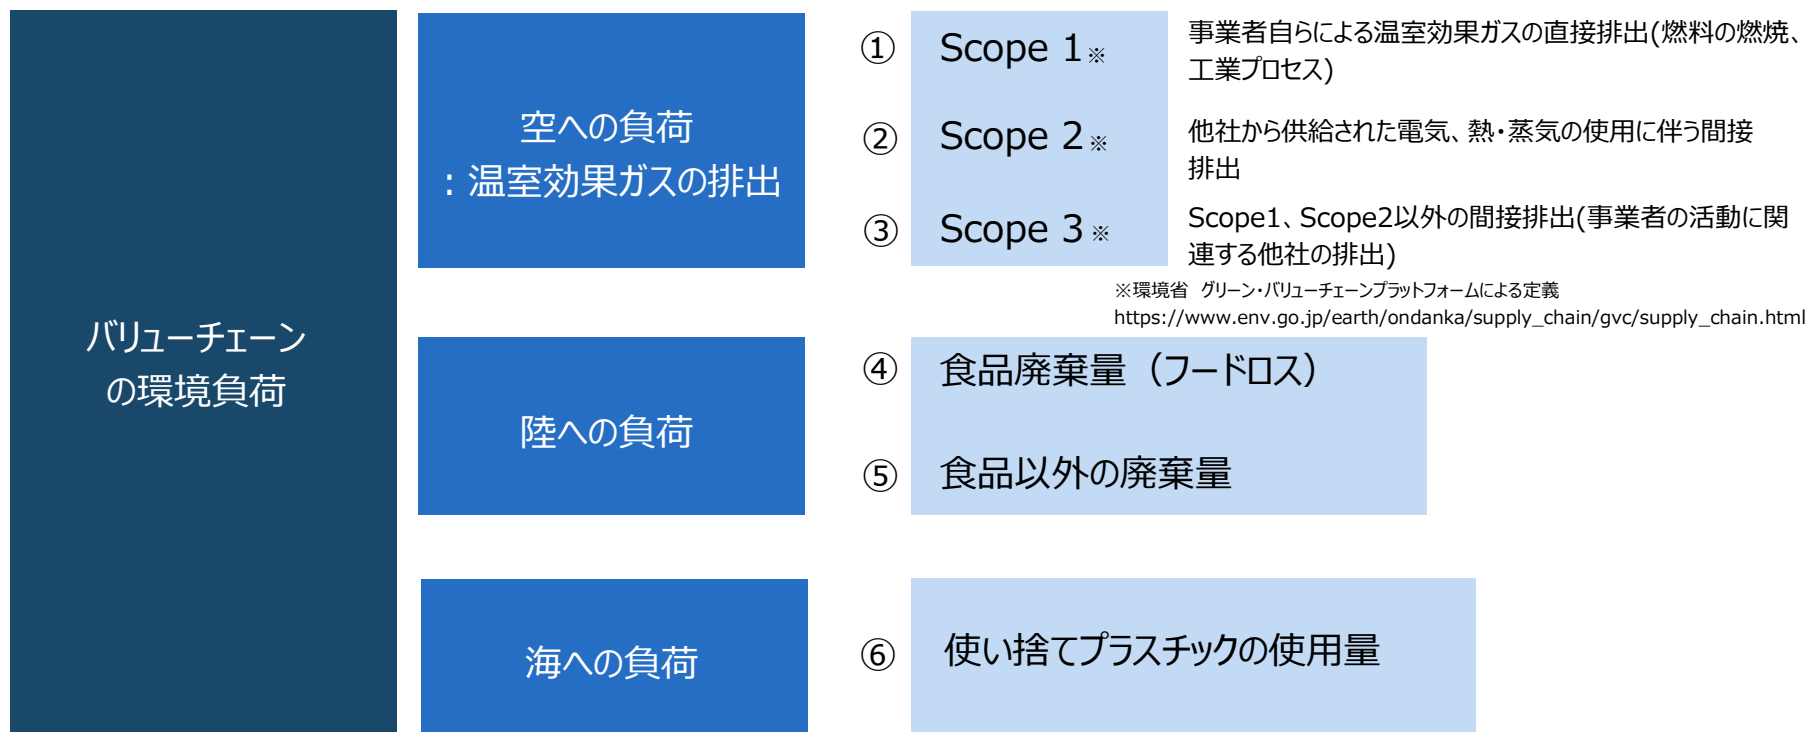 バリューチェーン
の環境負荷
空への負荷
：温室効果ガスの排出
① Scope 1※ 事業者自らによる温室効果ガスの直接排出(燃料の燃焼、
工業プロセス)
② Scope 2※ 他社から供給された電気、熱・蒸気の使用に伴う間接
排出
③ Scope 3※ Scope1、Scope2以外の間接排出(事業者の活動に関
連する他社の排出)
※環境省　グリーン・バリューチェーンプラットフォームによる定義
https://www.env.go.jp/earth/ondanka/supply_chain/gvc/supply_chain.html
陸への負荷
④ 食品廃棄量（フードロス）
⑤ 食品以外の廃棄量
海への負荷
⑥ 使い捨てプラスチックの使用量